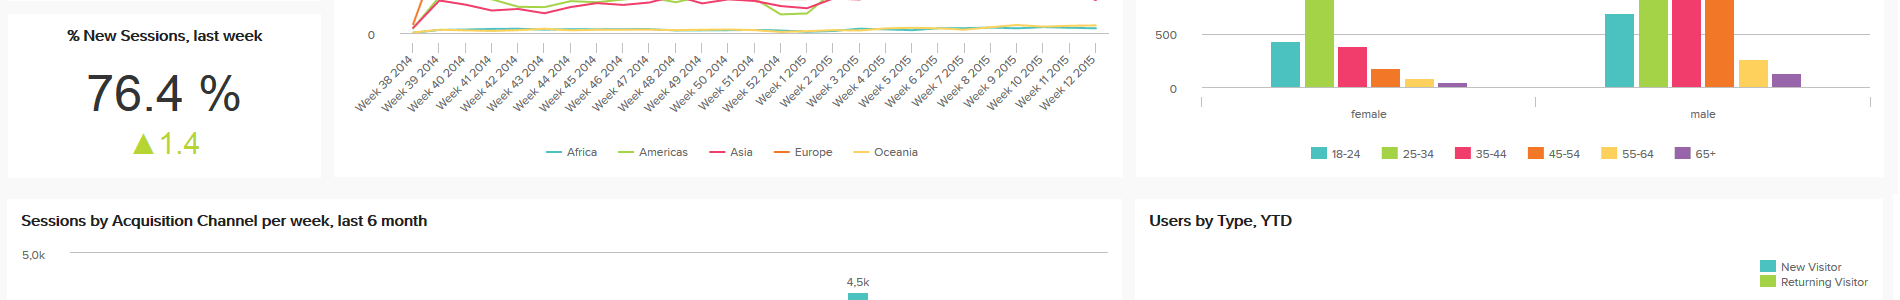 % New Sessions, last week
76.4 %
▲1.4
0
Week 38 2014
Week 39 2014
Week 40 2014
Week 41 2014
Week 42 2014
Week 43 2014
Week 44 2014
Week 45 2014
Week 46 2014
Week 47 2014
Week 48 2014
Week 49 2014
Week 50 2014
Week 51 2014
Week 52 2014
Week 1 2015
Week 2 2015
Week 3 2015
Week 4 2015
Week 5 2015
Week 6 2015
Week 7 2015
Week 8 2015
Week 9 2015
Week 10 2015
Week 11 2015
Week 12 2015
Africa Americas Asia Europe Oceania
500
0
female male
18-24 25-34 35-44 45-54 55-64 65+
Sessions by Acquisition Channel per week, last 6 month
5,0k
4,5k
Users by Type, YTD
New Visitor
Returning Visitor